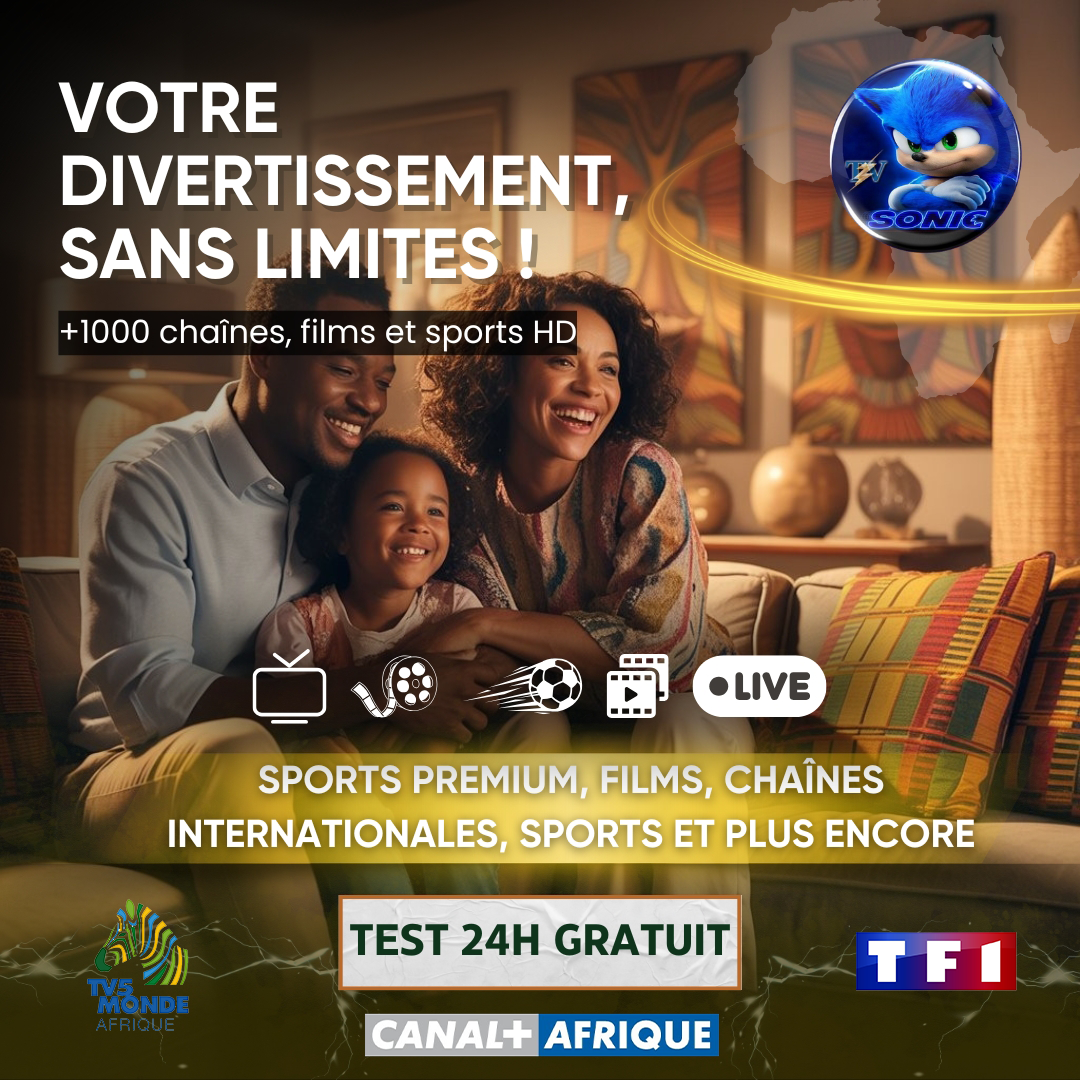 VOTRE
DIVERTISSEMENT,
SANS LIMITES !
+1000 chaînes, films et sports HD
TV
SONIC
LIVE
SPORTS PREMIUM, FILMS, CHAÎNES
INTERNATIONALES, SPORTS ET PLUS ENCORE
TEST 24H GRATUIT
TV5
MONDE
AFRIQUE
TF1
CANAL+ AFRIQUE